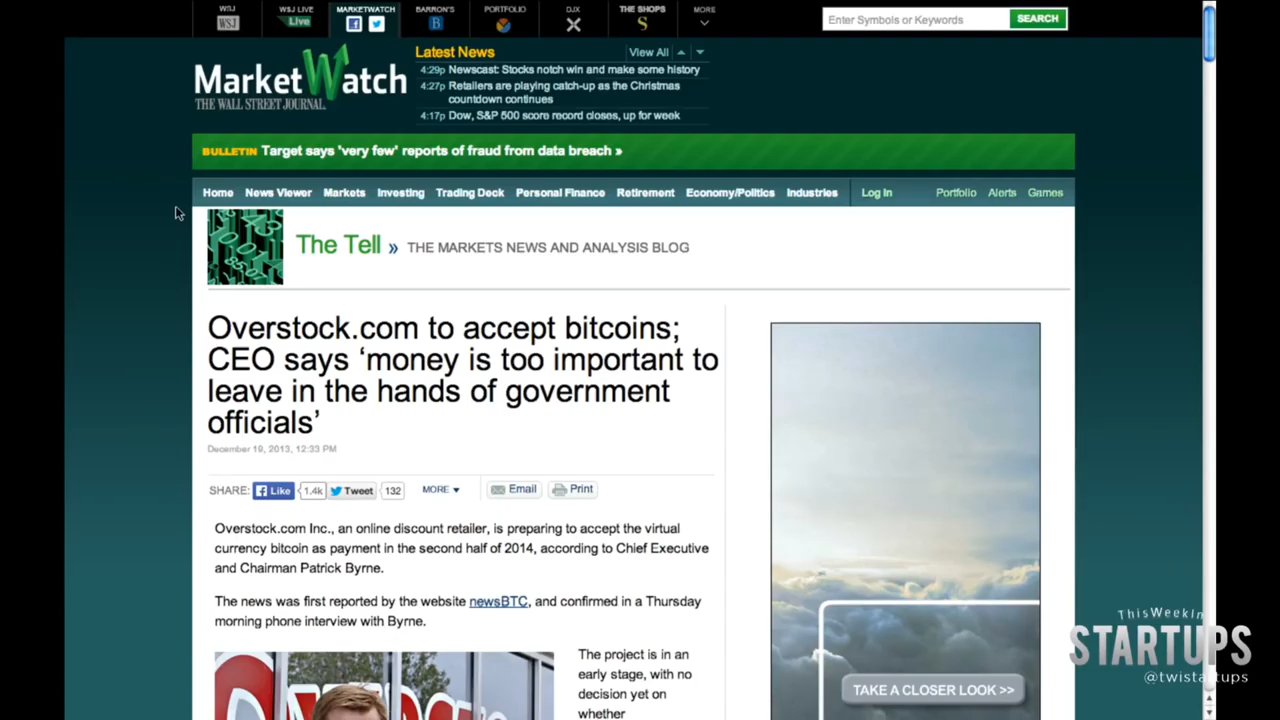 WSJ
WSJ
WSJ LIVE
Live
MARKETWATCH
BARRON'S
B
PORTFOLIO
DJX
THE SHOPS
S
MORE
Enter Symbols or Keywords
SEARCH
MarketWatch
THE WALL STREET JOURNAL.
Latest News
View All
4:29p Newscast: Stocks notch win and make some history
4:27p Retailers are playing catch-up as the Christmas
countdown continues
4:17p Dow, S&P 500 score record closes, up for week
BULLETIN Target says 'very few' reports of fraud from data breach »
Home News Viewer Markets Investing Trading Deck Personal Finance Retirement Economy/Politics Industries Log In Portfolio Alerts Games
The Tell » THE MARKETS NEWS AND ANALYSIS BLOG
Overstock.com to accept bitcoins;
CEO says ‘money is too important to
leave in the hands of government
officials’
December 19, 2013, 12:33 PM
SHARE: Like 1.4k Tweet 132 MORE Email Print
Overstock.com Inc., an online discount retailer, is preparing to accept the virtual
currency bitcoin as payment in the second half of 2014, according to Chief Executive
and Chairman Patrick Byrne.
The news was first reported by the website newsBTC, and confirmed in a Thursday
morning phone interview with Byrne.
The project is in an
early stage, with no
decision yet on
whether
TAKE A CLOSER LOOK >>
ThisWeekIn
STARTUPS
@twistartups